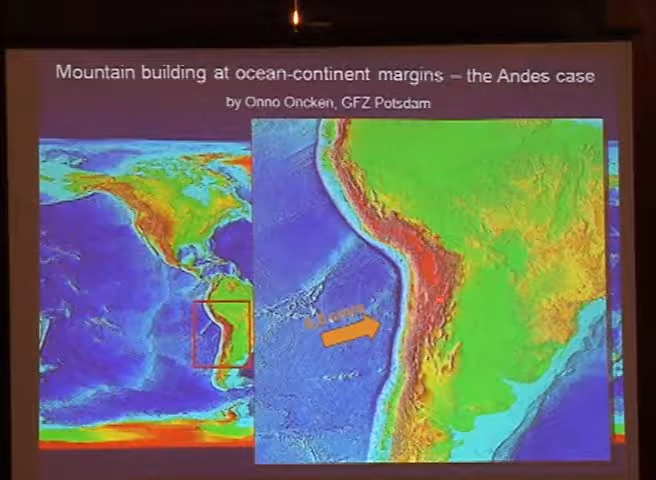 Mountain building at ocean-continent margins – the Andes case
by Onno Oncken, GFZ Potsdam